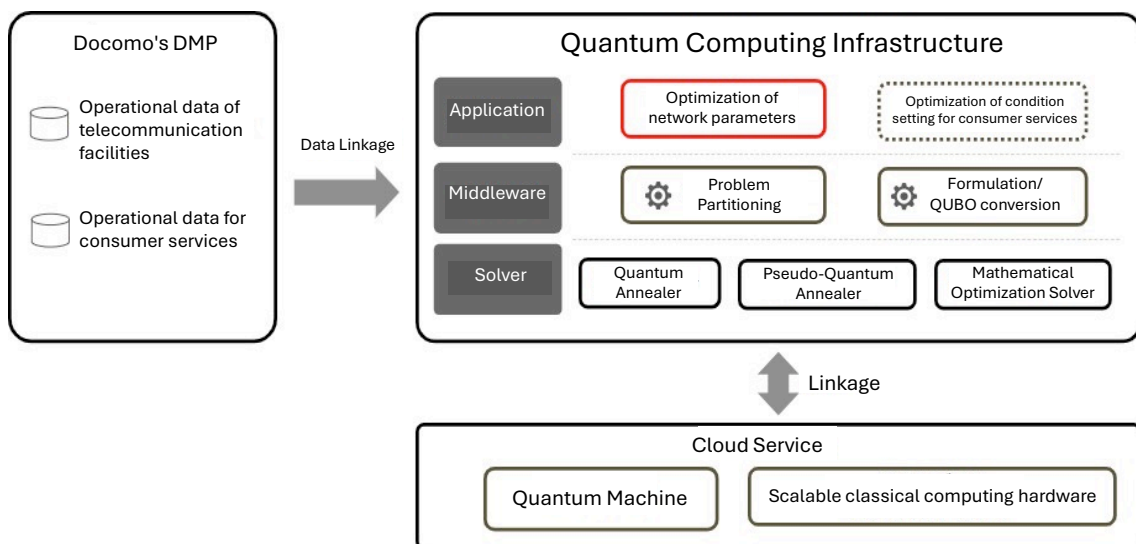 Docomo's DMP
Operational data of
telecommunication
facilities
Operational data for
consumer services
Data Linkage
Quantum Computing Infrastructure
Application
Optimization of
network parameters
Optimization of condition
setting for consumer services
Middleware
Problem
Partitioning
Formulation/
QUBO conversion
Solver
Quantum
Annealer
Pseudo-Quantum
Annealer
Mathematical
Optimization Solver
Linkage
Cloud Service
Quantum Machine
Scalable classical computing hardware